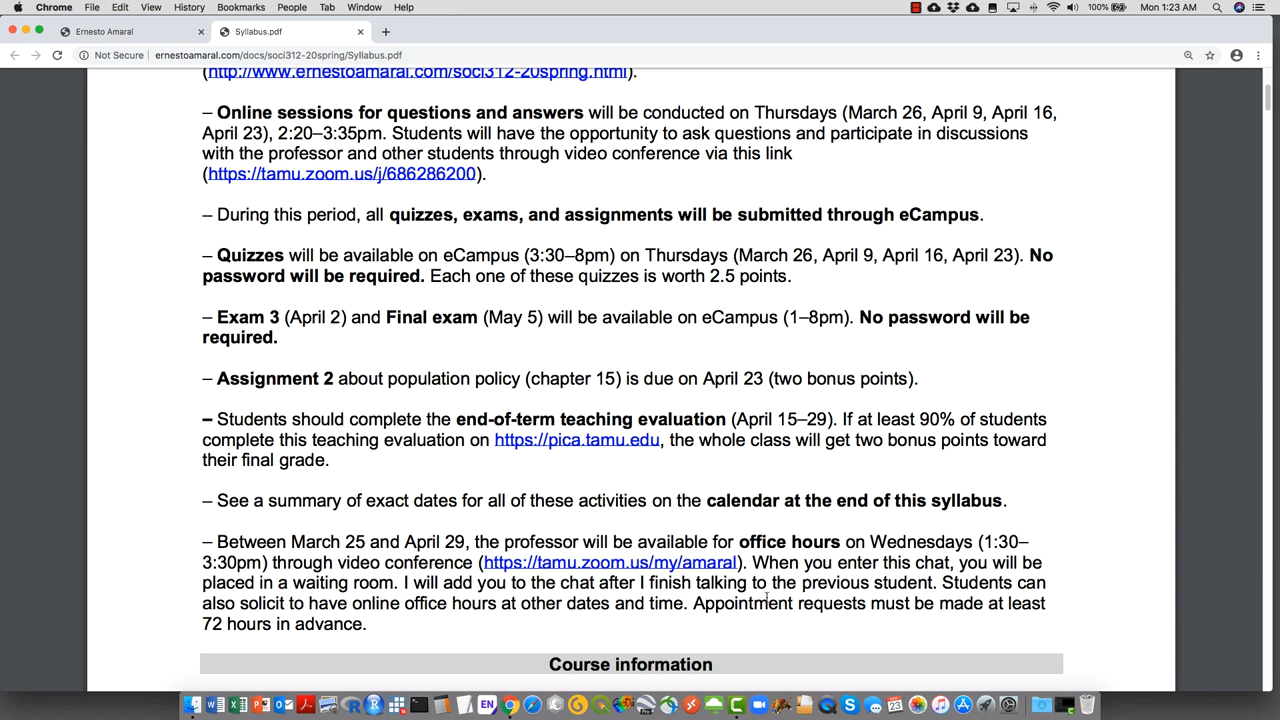 Chrome File Edit View History Bookmarks People Tab Window Help 100% Mon 1:23 AM
Ernesto Amaral Syllabus.pdf
Not Secure ernestoamaral.com/docs/soci312-20spring/Syllabus.pdf
(http://www.ernestoamaral.com/soci312-20spring.html).
– Online sessions for questions and answers will be conducted on Thursdays (March 26, April 9, April 16,
April 23), 2:20–3:35pm. Students will have the opportunity to ask questions and participate in discussions
with the professor and other students through video conference via this link
(https://tamu.zoom.us/j/686286200).
– During this period, all quizzes, exams, and assignments will be submitted through eCampus.
– Quizzes will be available on eCampus (3:30–8pm) on Thursdays (March 26, April 9, April 16, April 23). No
password will be required. Each one of these quizzes is worth 2.5 points.
– Exam 3 (April 2) and Final exam (May 5) will be available on eCampus (1–8pm). No password will be
required.
– Assignment 2 about population policy (chapter 15) is due on April 23 (two bonus points).
– Students should complete the end-of-term teaching evaluation (April 15–29). If at least 90% of students
complete this teaching evaluation on https://pica.tamu.edu, the whole class will get two bonus points toward
their final grade.
– See a summary of exact dates for all of these activities on the calendar at the end of this syllabus.
– Between March 25 and April 29, the professor will be available for office hours on Wednesdays (1:30–
3:30pm) through video conference (https://tamu.zoom.us/my/amaral). When you enter this chat, you will be
placed in a waiting room. I will add you to the chat after I finish talking to the previous student. Students can
also solicit to have online office hours at other dates and time. Appointment requests must be made at least
72 hours in advance.
Course information
EN